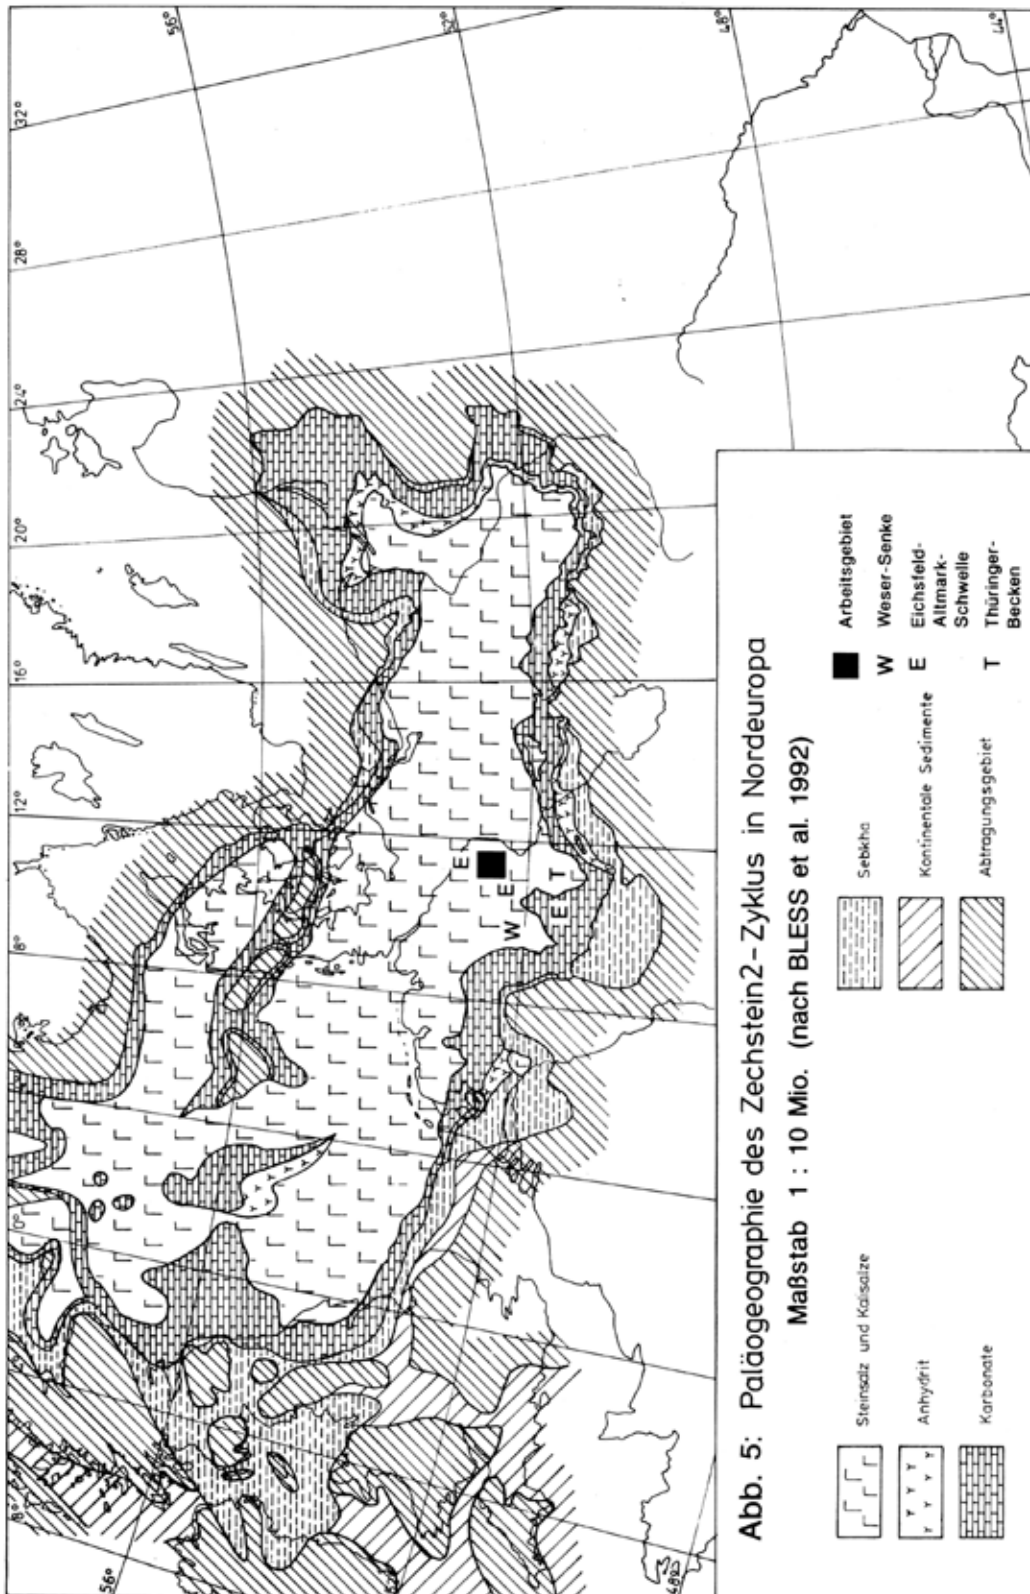 56°
52°
48°
44°
32°
28°
24°
20°
16°
12°
8°
0°
8°
56°
48°
E
E
W
E
T
Abb. 5: Paläogeographie des Zechstein2-Zyklus in Nordeuropa
Maßstab 1 : 10 Mio. (nach BLESS et al. 1992)
Steinsalz und Kalisalze
Anhydrit
Karbonate
Sebkha
Kontinentale Sedimente
Abtragungsgebiet
Arbeitsgebiet
W Weser-Senke
E Eichsfeld-
Altmark-
Schwelle
T Thüringer-
Becken